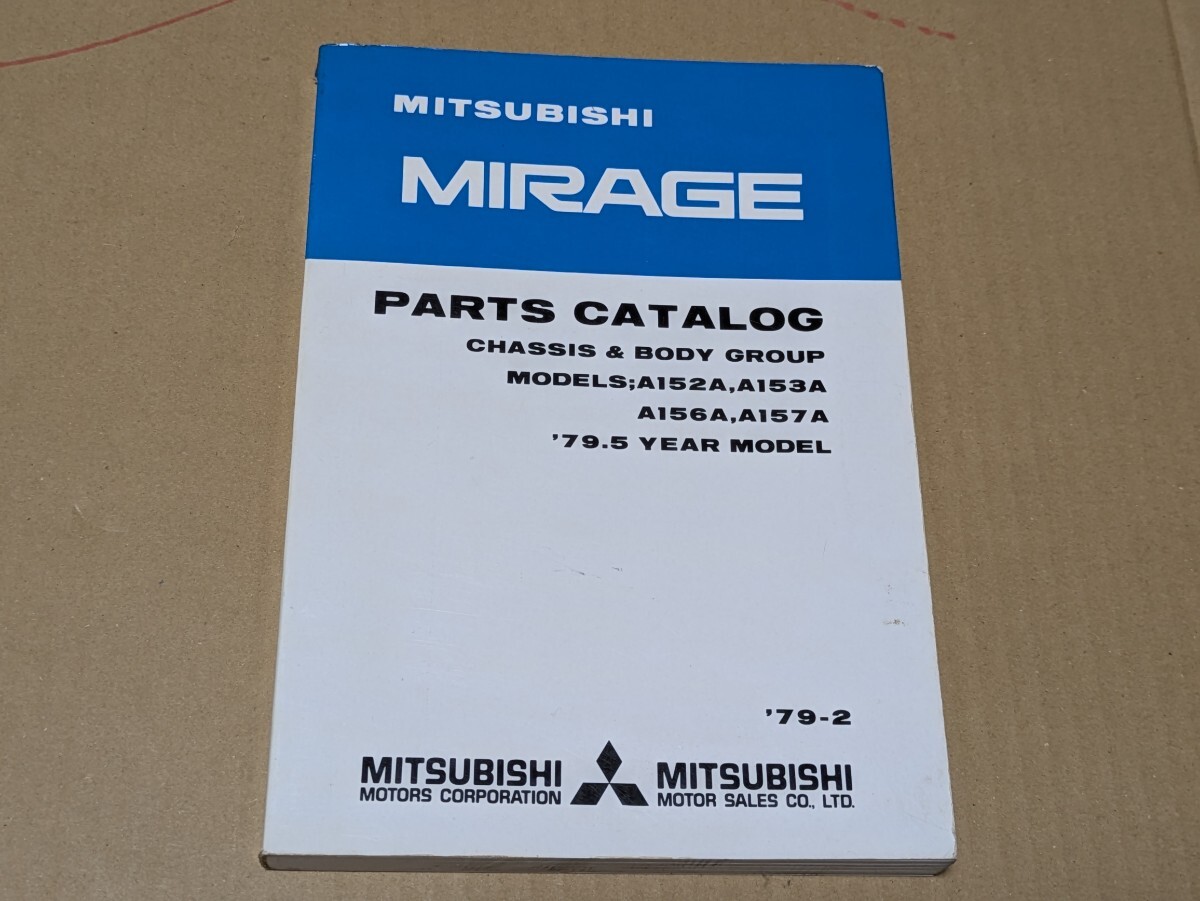 MITSUBISHI
MIRAGE
PARTS CATALOG
CHASSIS & BODY GROUP
MODELS;A152A,A153A
A156A,A157A
'79.5 YEAR MODEL
'79-2
MITSUBISHI MITSUBISHI
MOTORS CORPORATION MOTOR SALES CO., LTD.